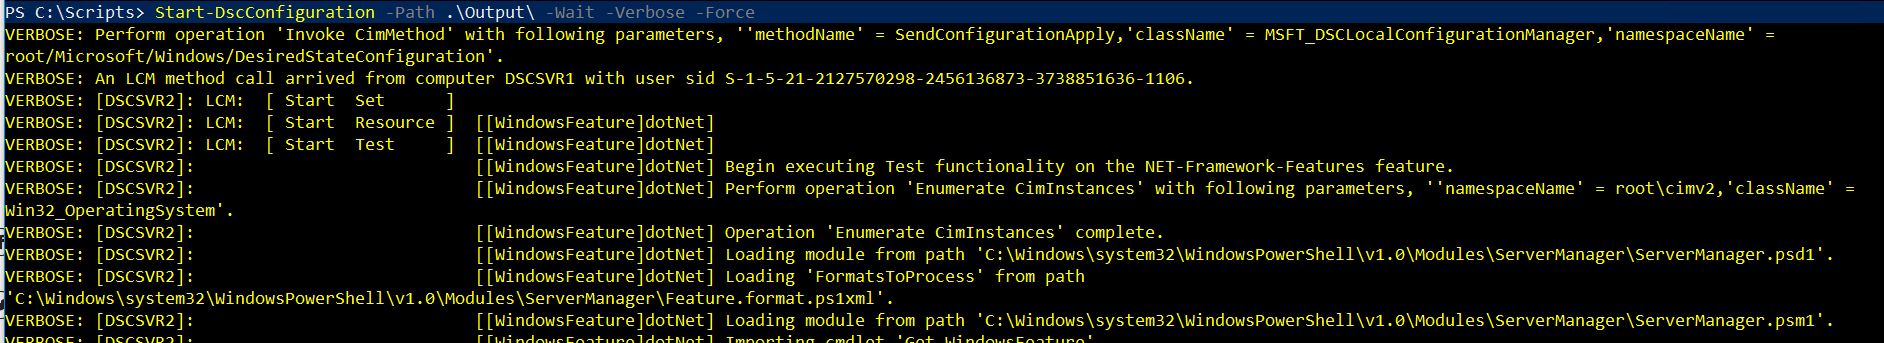 PS C:\Scripts> Start-DscConfiguration -Path .\Output\ -Wait -Verbose -Force
VERBOSE: Perform operation 'Invoke CimMethod' with following parameters, ''methodName' = SendConfigurationApply,'className' = MSFT_DSCLocalConfigurationManager,'namespaceName' =
root/Microsoft/Windows/DesiredStateConfiguration'.
VERBOSE: An LCM method call arrived from computer DSCSVR1 with user sid S-1-5-21-2127570298-2456136873-3738851636-1106.
VERBOSE: [DSCSVR2]: LCM:  [ Start  Set      ]
VERBOSE: [DSCSVR2]: LCM:  [ Start  Resource ]  [[WindowsFeature]dotNet]
VERBOSE: [DSCSVR2]: LCM:  [ Start  Test     ]  [[WindowsFeature]dotNet]
VERBOSE: [DSCSVR2]:                            [[WindowsFeature]dotNet] Begin executing Test functionality on the NET-Framework-Features feature.
VERBOSE: [DSCSVR2]:                            [[WindowsFeature]dotNet] Perform operation 'Enumerate CimInstances' with following parameters, ''namespaceName' = root\cimv2,'className' =
Win32_OperatingSystem'.
VERBOSE: [DSCSVR2]:                            [[WindowsFeature]dotNet] Operation 'Enumerate CimInstances' complete.
VERBOSE: [DSCSVR2]:                            [[WindowsFeature]dotNet] Loading module from path 'C:\Windows\system32\WindowsPowerShell\v1.0\Modules\ServerManager\ServerManager.psd1'.
VERBOSE: [DSCSVR2]:                            [[WindowsFeature]dotNet] Loading 'FormatsToProcess' from path
'C:\Windows\system32\WindowsPowerShell\v1.0\Modules\ServerManager\Feature.format.ps1xml'.
VERBOSE: [DSCSVR2]:                            [[WindowsFeature]dotNet] Loading module from path 'C:\Windows\system32\WindowsPowerShell\v1.0\Modules\ServerManager\ServerManager.psm1'.
VERBOSE: [DSCSVR2]:                            [[WindowsFeature]dotNet] Importing cmdlet 'Get-WindowsFeature'.